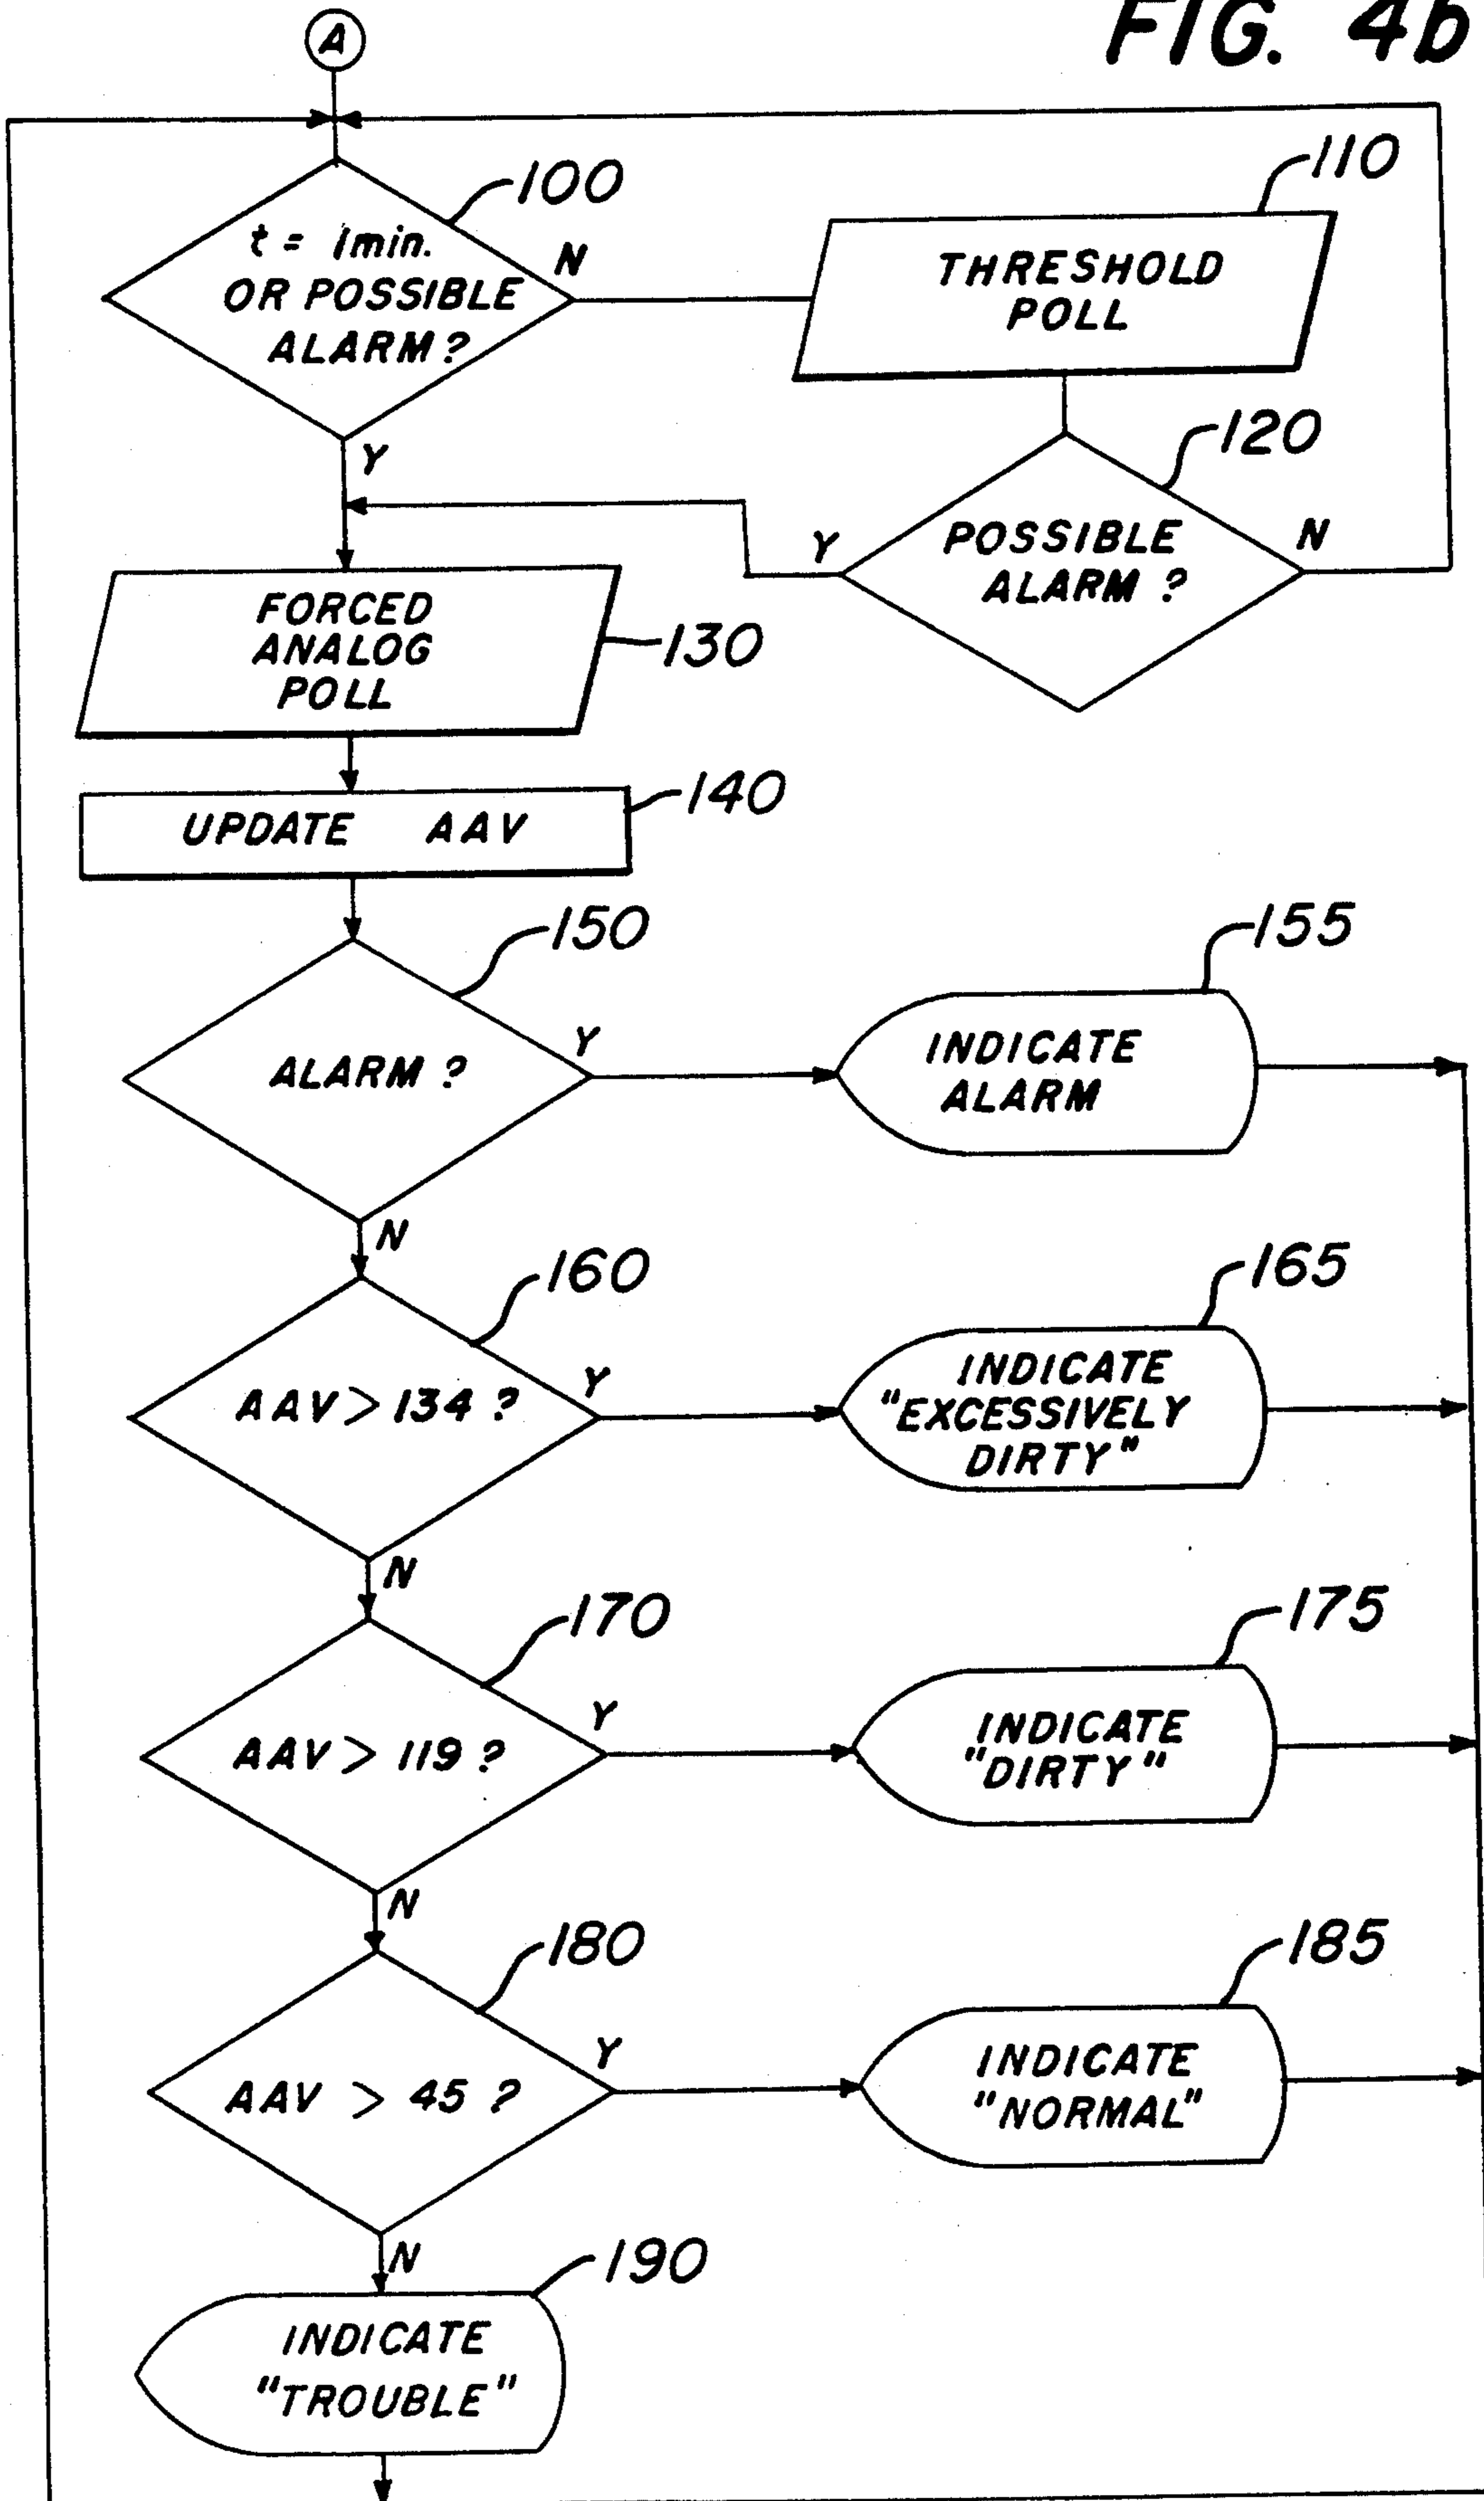 FIG. 4b
A
100
t = 1min.
OR POSSIBLE
ALARM?
N
Y
110
THRESHOLD
POLL
120
POSSIBLE
ALARM?
Y
N
FORCED
ANALOG
POLL
130
UPDATE AAV
140
150
ALARM?
Y
N
155
INDICATE
ALARM
160
AAV > 134?
Y
N
165
INDICATE
"EXCESSIVELY
DIRTY"
170
AAV > 119?
Y
N
175
INDICATE
"DIRTY"
180
AAV > 45?
Y
N
185
INDICATE
"NORMAL"
190
INDICATE
"TROUBLE"